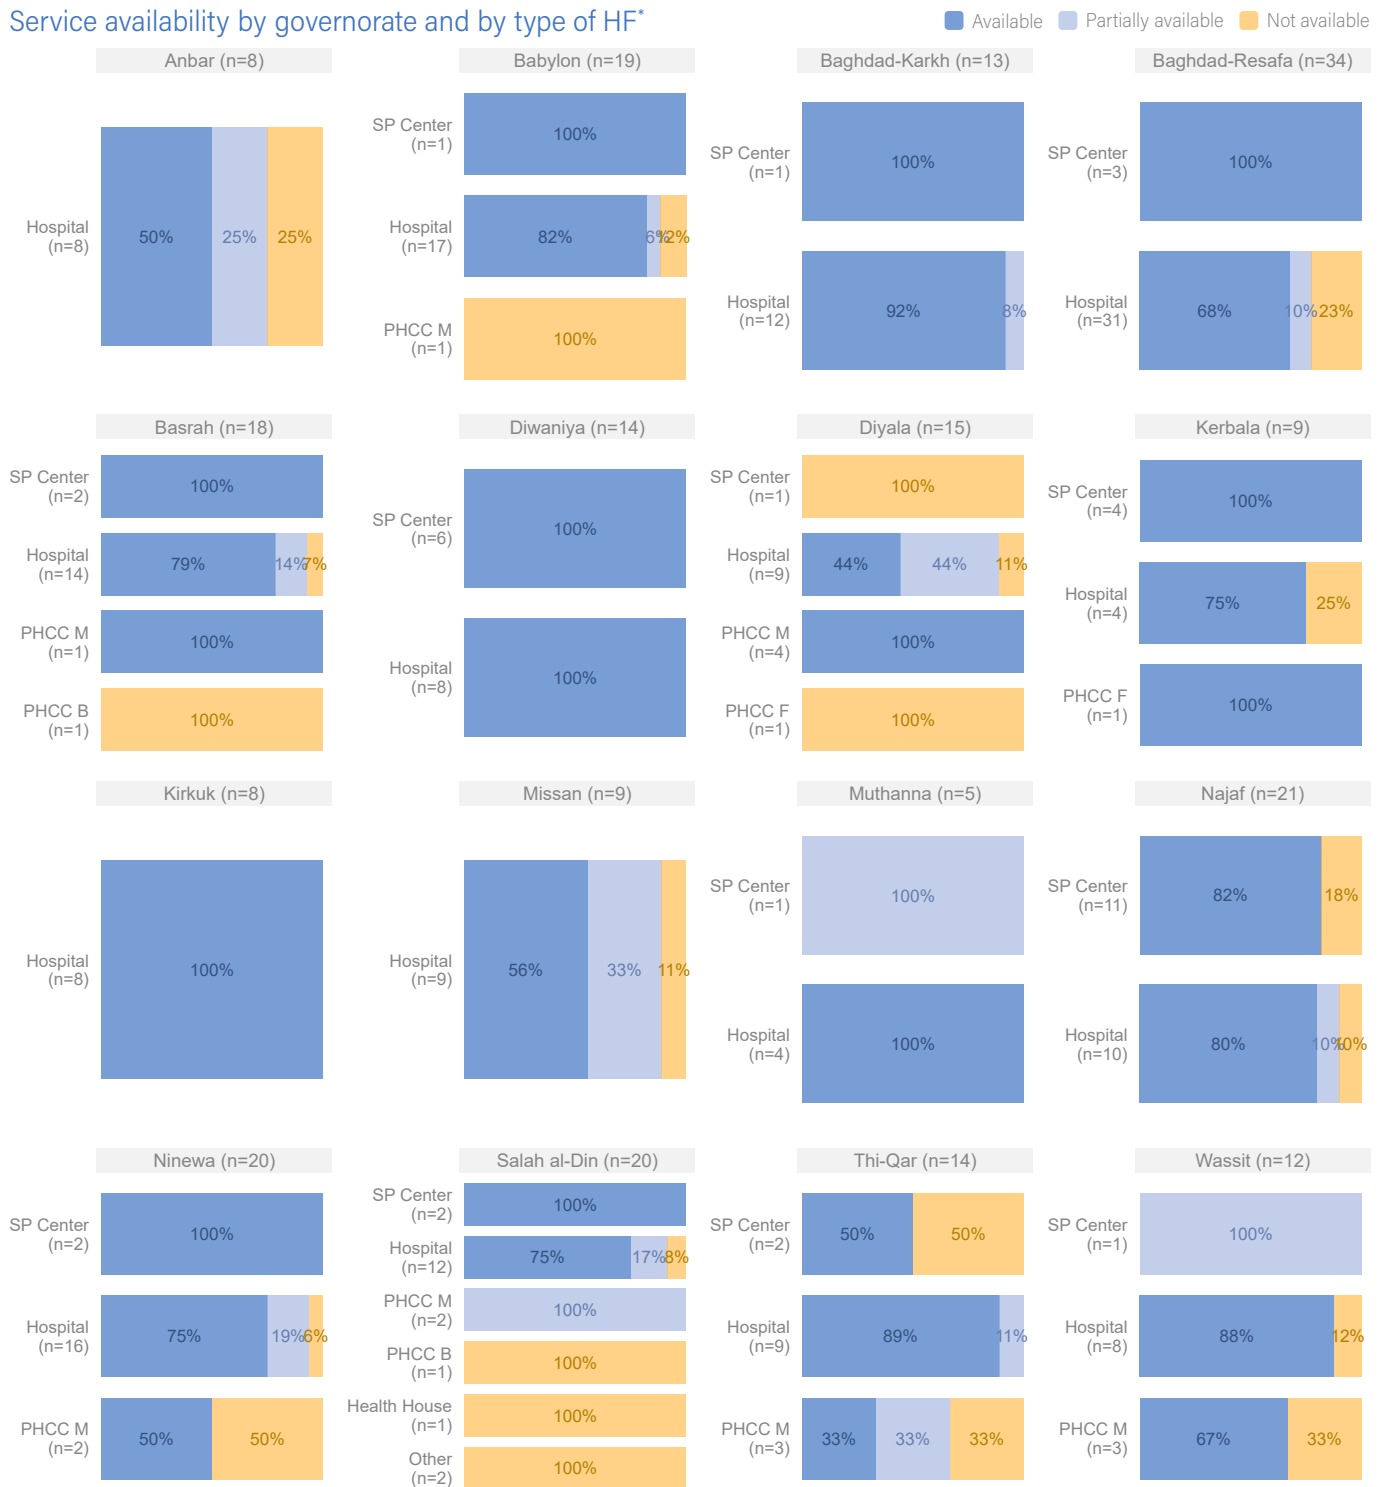 Service availability by governorate and by type of HF*
Available
Partially available
Not available
Anbar (n=8)
Hospital
(n=8)
50%
25%
25%
Babylon (n=19)
SP Center
(n=1)
100%
Hospital
(n=17)
82%
6%
12%
PHCC M
(n=1)
100%
Baghdad-Karkh (n=13)
SP Center
(n=1)
100%
Hospital
(n=12)
92%
8%
Baghdad-Resafa (n=34)
SP Center
(n=3)
100%
Hospital
(n=31)
68%
10%
23%
Basrah (n=18)
SP Center
(n=2)
100%
Hospital
(n=14)
79%
14%
7%
PHCC M
(n=1)
100%
PHCC B
(n=1)
100%
Diwaniya (n=14)
SP Center
(n=6)
100%
Hospital
(n=8)
100%
Diyala (n=15)
SP Center
(n=1)
100%
Hospital
(n=9)
44%
44%
11%
PHCC M
(n=4)
100%
PHCC F
(n=1)
100%
Kerbala (n=9)
SP Center
(n=4)
100%
Hospital
(n=4)
75%
25%
PHCC F
(n=1)
100%
Kirkuk (n=8)
Hospital
(n=8)
100%
Missan (n=9)
Hospital
(n=9)
56%
33%
11%
Muthanna (n=5)
SP Center
(n=1)
100%
Hospital
(n=4)
100%
Najaf (n=21)
SP Center
(n=11)
82%
18%
Hospital
(n=10)
80%
10%
10%
Ninewa (n=20)
SP Center
(n=2)
100%
Hospital
(n=16)
75%
19%
6%
PHCC M
(n=2)
50%
50%
Salah al-Din (n=20)
SP Center
(n=2)
100%
Hospital
(n=12)
75%
17%
8%
PHCC M
(n=2)
100%
PHCC B
(n=1)
100%
Health House
(n=1)
100%
Other
(n=2)
100%
Thi-Qar (n=14)
SP Center
(n=2)
50%
50%
Hospital
(n=9)
89%
11%
PHCC M
(n=3)
33%
33%
33%
Wassit (n=12)
SP Center
(n=1)
100%
Hospital
(n=8)
88%
12%
PHCC M
(n=3)
67%
33%